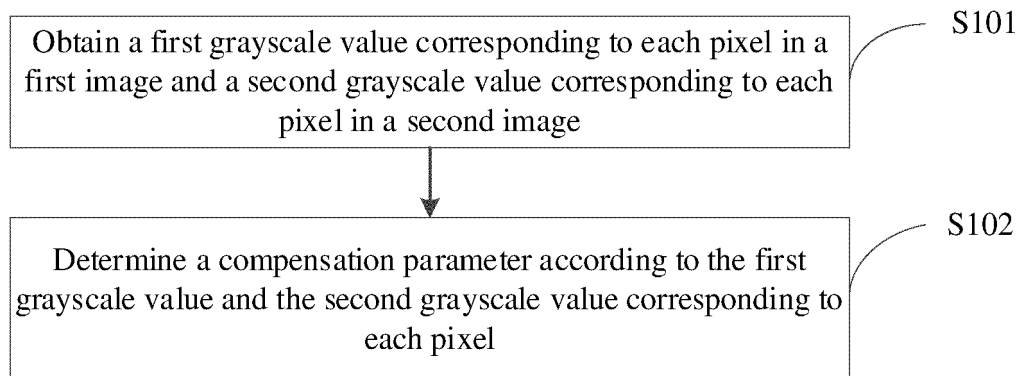 S101
Obtain a first grayscale value corresponding to each pixel in a
first image and a second grayscale value corresponding to each
pixel in a second image
S102
Determine a compensation parameter according to the first
grayscale value and the second grayscale value corresponding to
each pixel